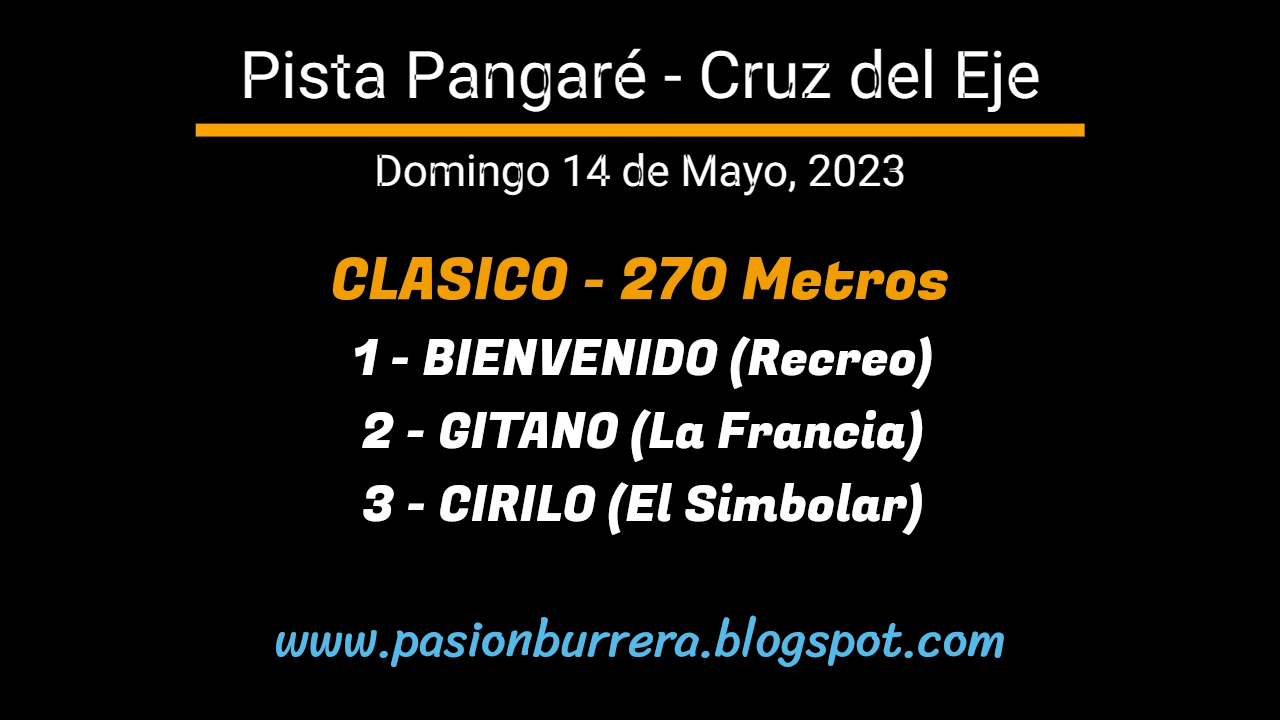 Pista Pangaré - Cruz del Eje
Domingo 14 de Mayo, 2023
CLASICO - 270 Metros
1 - BIENVENIDO (Recreo)
2 - GITANO (La Francia)
3 - CIRILO (El Simbolar)
www.pasionburrera.blogspot.com